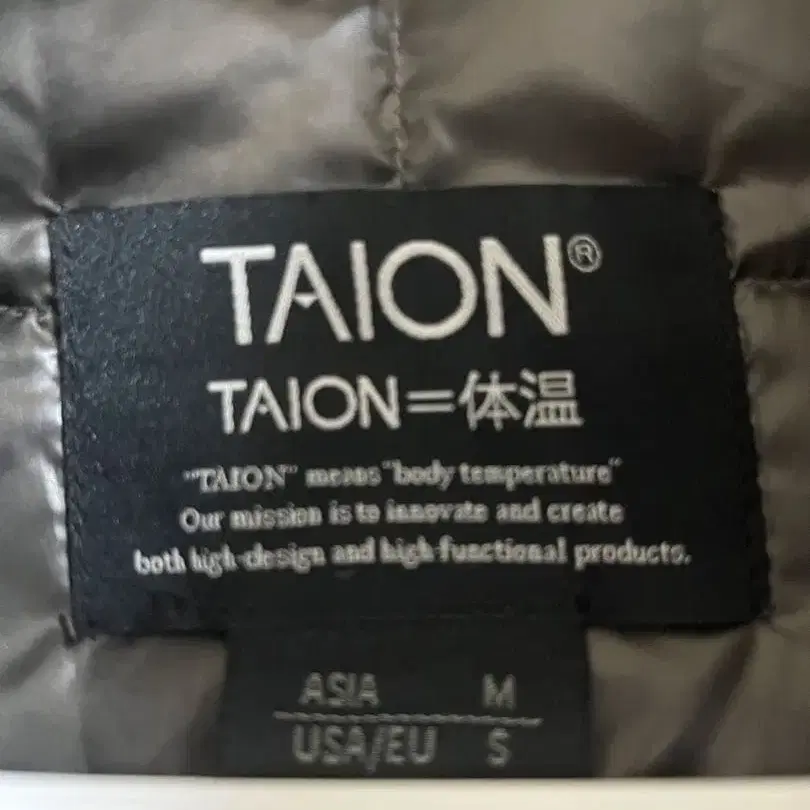 TAION®
TAION=体温
"TAION" means "body temperature"
Our mission is to innovate and create
both high-design and high-functional products.
ASIA M
USA/EU S